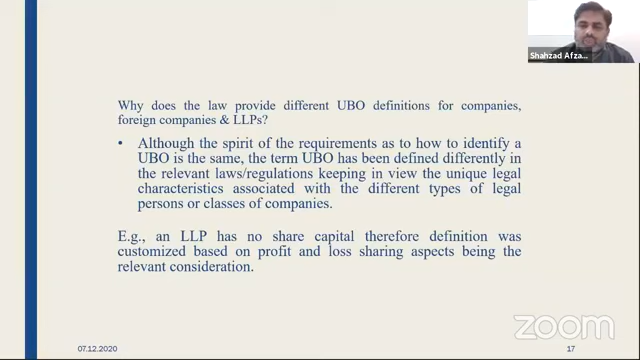 Shahzad Afza...
Why does the law provide different UBO definitions for companies,
foreign companies & LLPs?
• Although the spirit of the requirements as to how to identify a
UBO is the same, the term UBO has been defined differently in
the relevant laws/regulations keeping in view the unique legal
characteristics associated with the different types of legal
persons or classes of companies.
E.g., an LLP has no share capital therefore definition was
customized based on profit and loss sharing aspects being the
relevant consideration.
zoom
07.12.2020
17